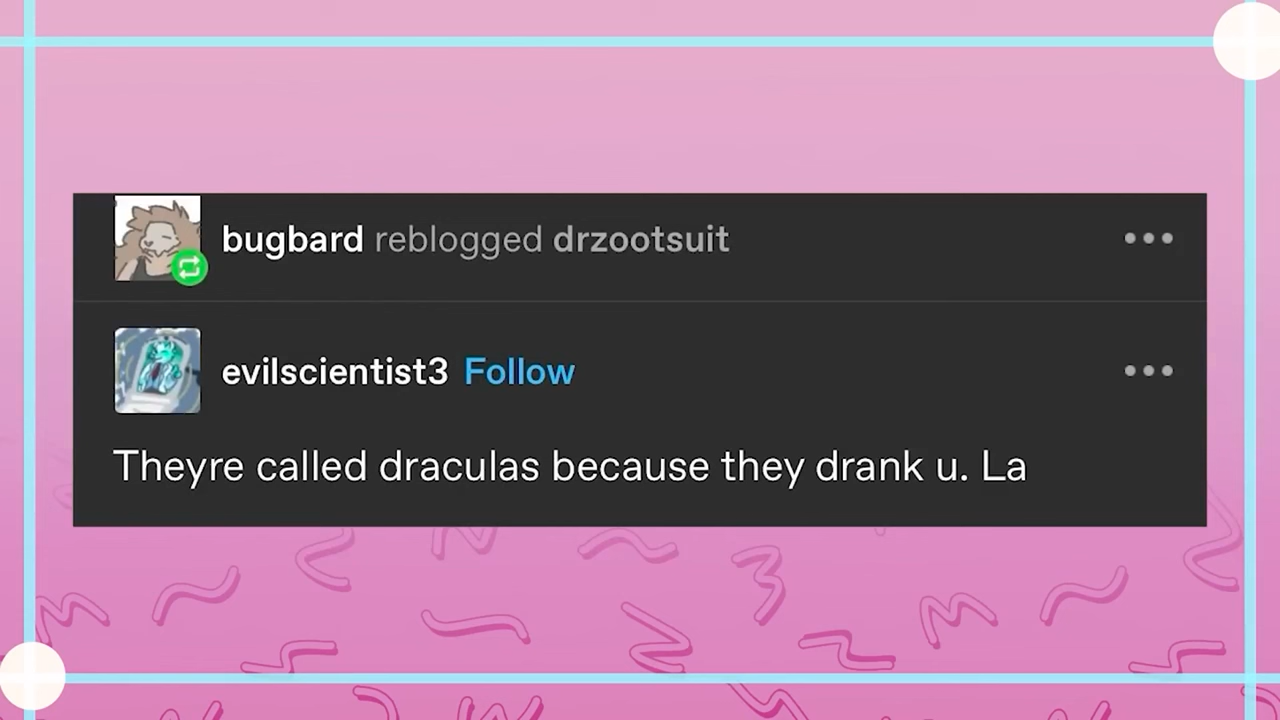 bugbard reblogged drzootsuit
evilscientist3 Follow
Theyre called draculas because they drank u. La